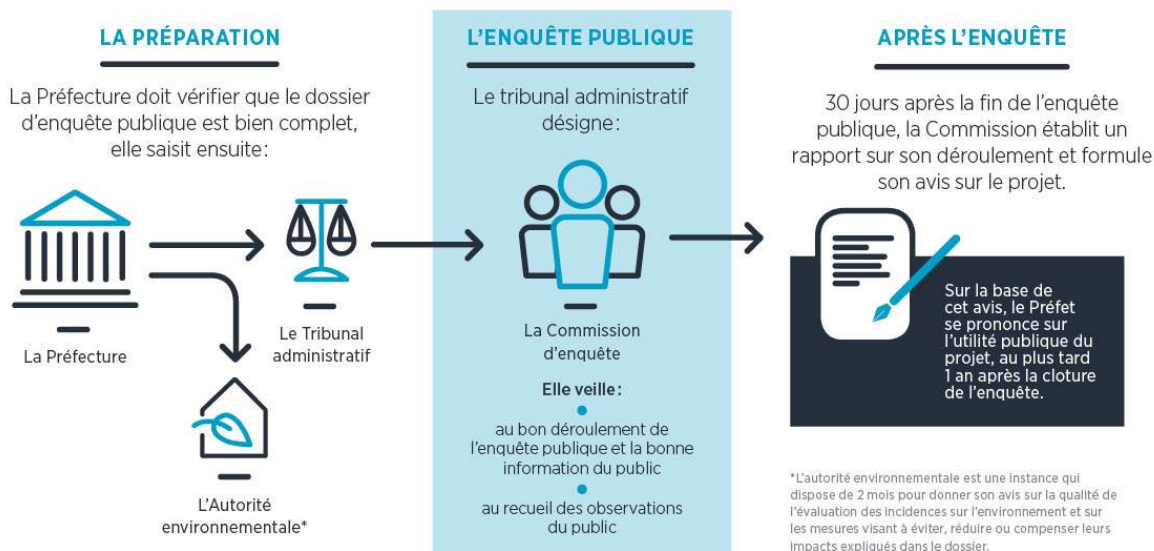 LA PRÉPARATION
La Préfecture doit vérifier que le dossier
d'enquête publique est bien complet,
elle saisit ensuite :
La Préfecture
Le Tribunal
administratif
L'Autorité
environnementale*
L'ENQUÊTE PUBLIQUE
Le tribunal administratif
désigne :
La Commission
d'enquête
Elle veille :
au bon déroulement de
l'enquête publique et la bonne
information du public
au recueil des observations
du public
APRÈS L'ENQUÊTE
30 jours après la fin de l'enquête
publique, la Commission établit un
rapport sur son déroulement et formule
son avis sur le projet.
Sur la base de
cet avis, le Préfet
se prononce sur
l'utilité publique du
projet, au plus tard
1 an après la cloture
de l'enquête.
*L'autorité environnementale est une instance qui
dispose de 2 mois pour donner son avis sur la qualité de
l'évaluation des incidences sur l'environnement et sur
les mesures visant à éviter, réduire ou compenser leurs
impacts expliqués dans le dossier.